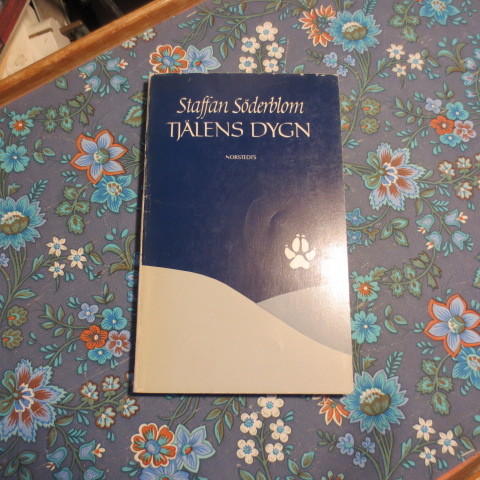 Staffan Söderblom
TJÄLENS DYGN
NORSTEDTS